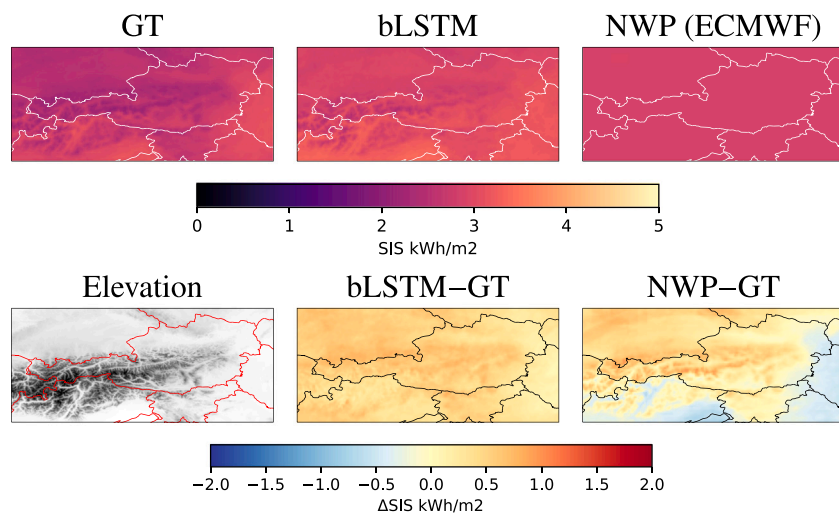 GT bLSTM NWP (ECMWF)
0 1 2 3 4 5
SIS kWh/m2
Elevation bLSTM−GT NWP−GT
−2.0 −1.5 −1.0 −0.5 0.0 0.5 1.0 1.5 2.0
ΔSIS kWh/m2